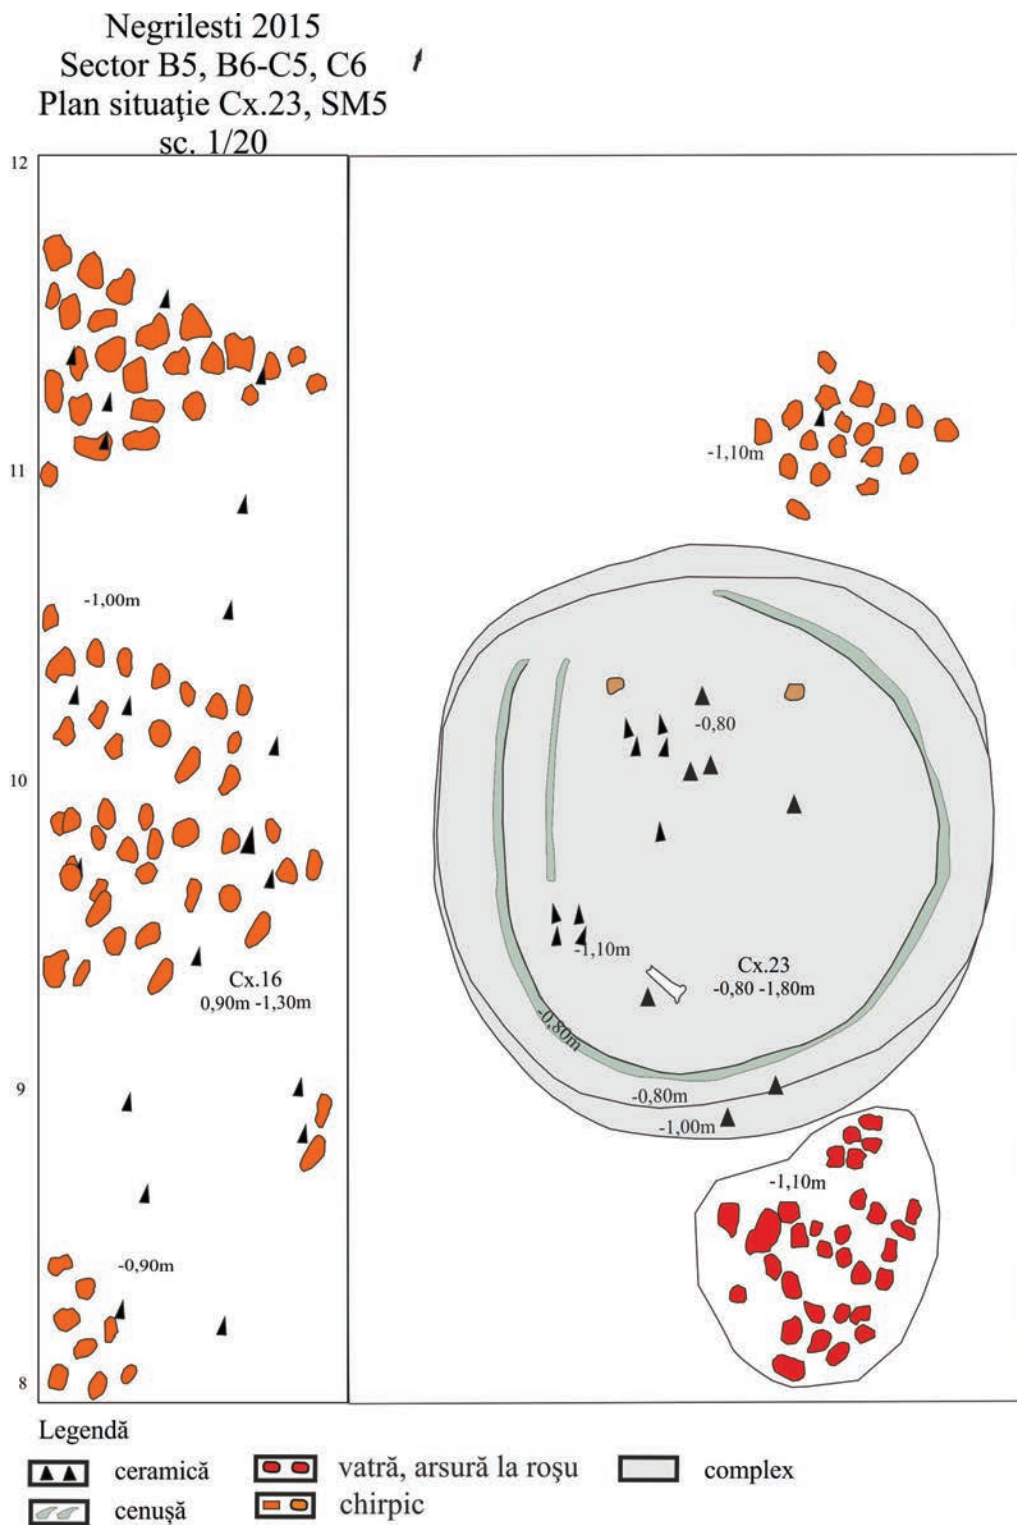 Negrilesti 2015
Sector B5, B6-C5, C6
Plan situaţie Cx.23, SM5
sc. 1/20
12
11
-1,10m
-1,00m
-0,80
10
-1,10m
Cx.16
0,90m -1,30m
Cx.23
-0,80 -1,80m
-0,80m
9
-0,80m
-1,00m
-1,10m
-0,90m
8
Legendă
ceramică
vatră, arsură la roşu
complex
cenuşă
chirpic